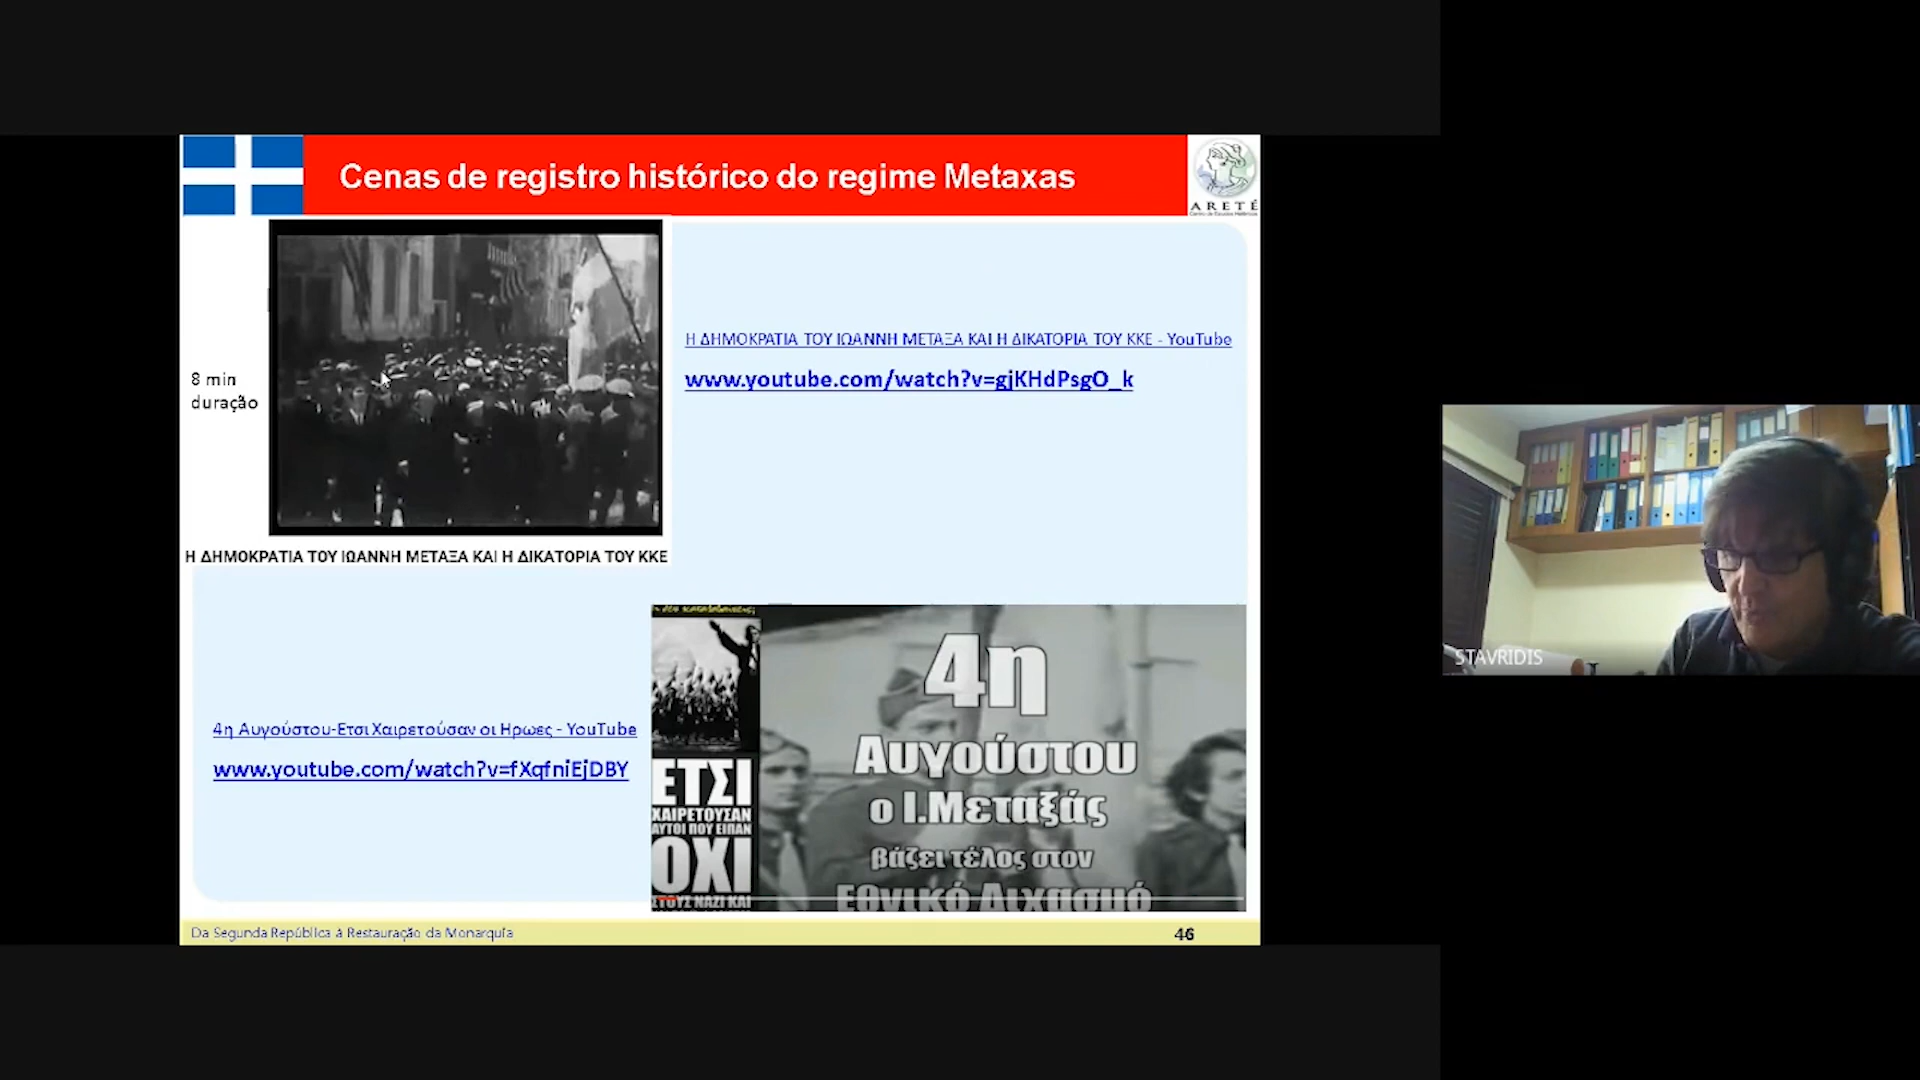 Cenas de registro histórico do regime Metaxas
ARETÉ
8 min
duração
Η ΔΗΜΟΚΡΑΤΙΑ ΤΟΥ ΙΩΑΝΝΗ ΜΕΤΑΞΑ ΚΑΙ Η ΔΙΚΑΤΟΡΙΑ ΤΟΥ ΚΚΕ - YouTube
www.youtube.com/watch?v=gjKHdPsgO_k
Η ΔΗΜΟΚΡΑΤΙΑ ΤΟΥ ΙΩΑΝΝΗ ΜΕΤΑΞΑ ΚΑΙ Η ΔΙΚΑΤΟΡΙΑ ΤΟΥ ΚΚΕ
4η Αυγούστου-Ετσι Χαιρετούσαν οι Ηρωες - YouTube
www.youtube.com/watch?v=fXqfniEjDBY
ΕΤΣΙ
ΧΑΙΡΕΤΟΥΣΑΝ
ΑΥΤΟΙ ΠΟΥ ΕΙΠΑΝ
ΟΧΙ
ΣΤΟΥΣ ΝΑΖΙ ΚΑΙ
4η
Αυγούστου
ο Ι.Μεταξάς
βάζει τέλος στον
Εθνικό Διχασμό
Da Segunda República à Restauração da Monarquia
46
STAVRIDIS